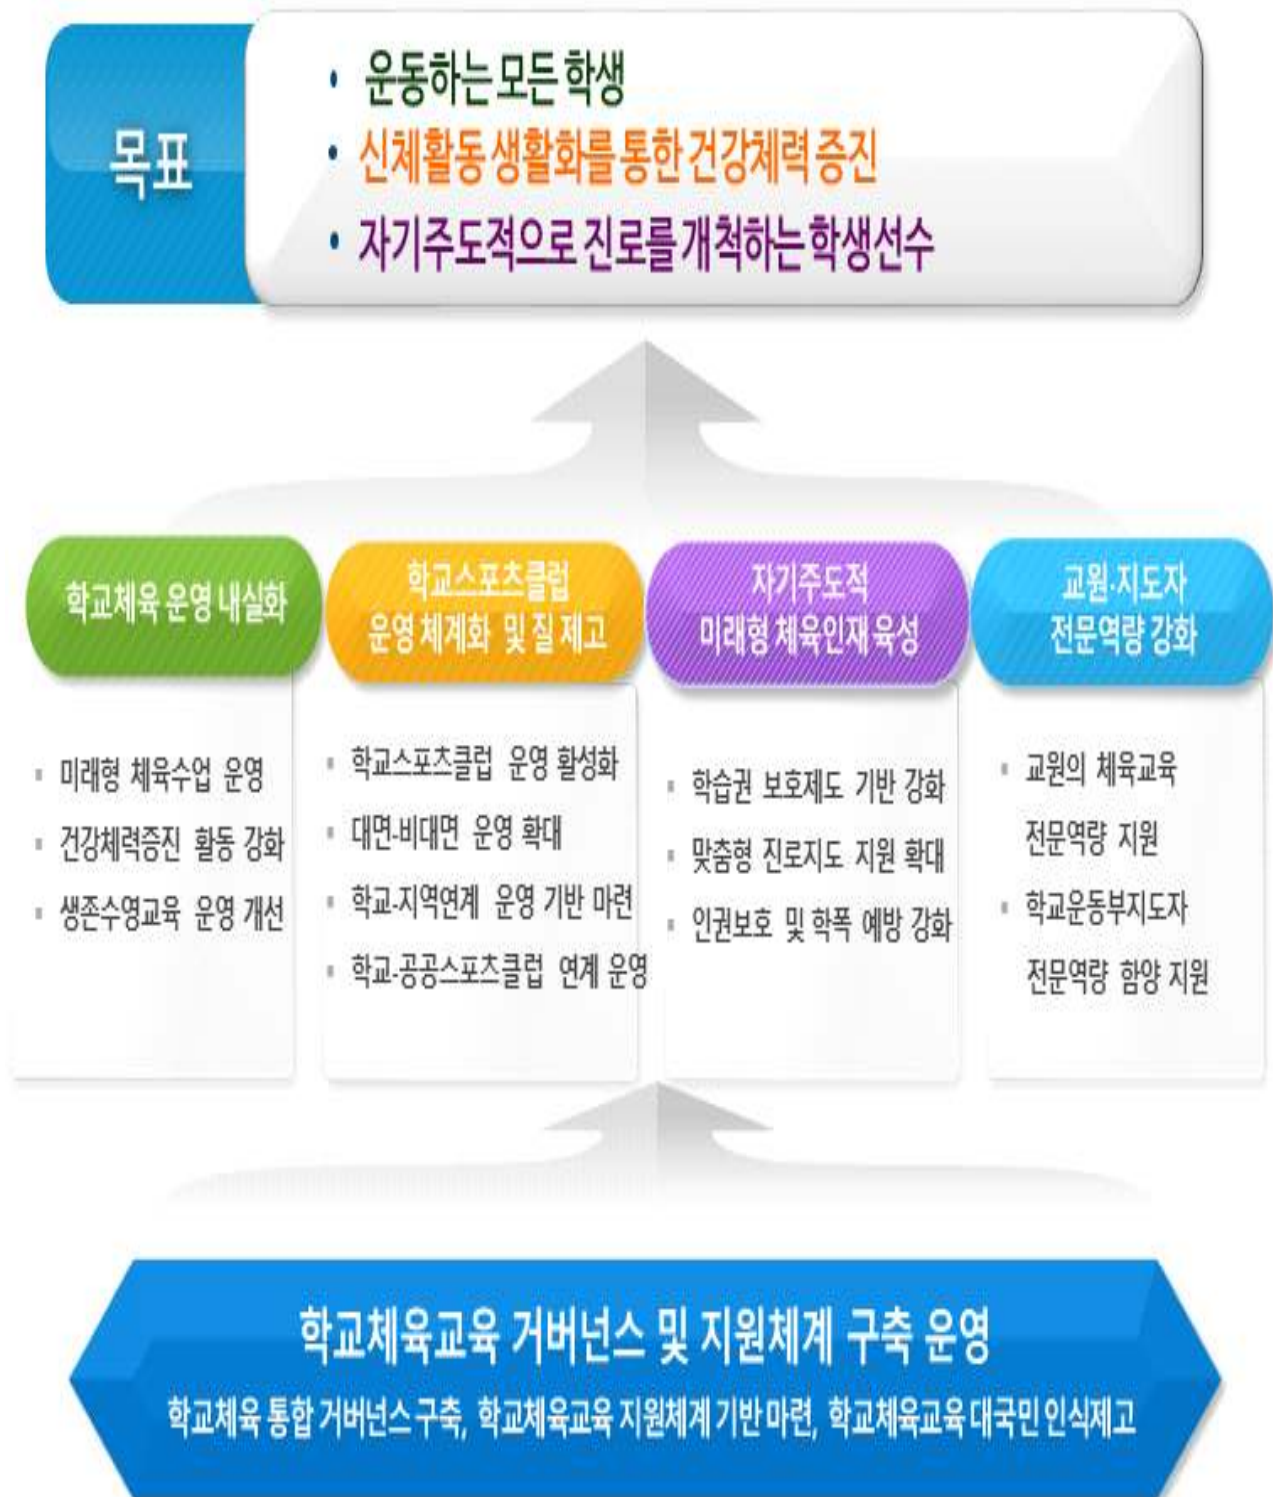 목표
• 운동하는 모든 학생
• 신체활동 생활화를 통한 건강체력 증진
• 자기주도적으로 진로를 개척하는 학생선수
학교체육 운영 내실화
▪ 미래형 체육수업 운영
▪ 건강체력증진 활동 강화
▪ 생존수영교육 운영 개선
학교스포츠클럽
운영 체계화 및 질 제고
▪ 학교스포츠클럽 운영 활성화
▪ 대면-비대면 운영 확대
▪ 학교-지역연계 운영 기반 마련
▪ 학교-공공스포츠클럽 연계 운영
자기주도적
미래형 체육인재 육성
▪ 학습권 보호제도 기반 강화
▪ 맞춤형 진로지도 지원 확대
▪ 인권보호 및 학폭 예방 강화
교원·지도자
전문역량 강화
▪ 교원의 체육교육
전문역량 지원
▪ 학교운동부지도자
전문역량 함양 지원
학교체육교육 거버넌스 및 지원체계 구축 운영
학교체육 통합 거버넌스 구축, 학교체육교육 지원체계 기반 마련, 학교체육교육 대국민 인식제고